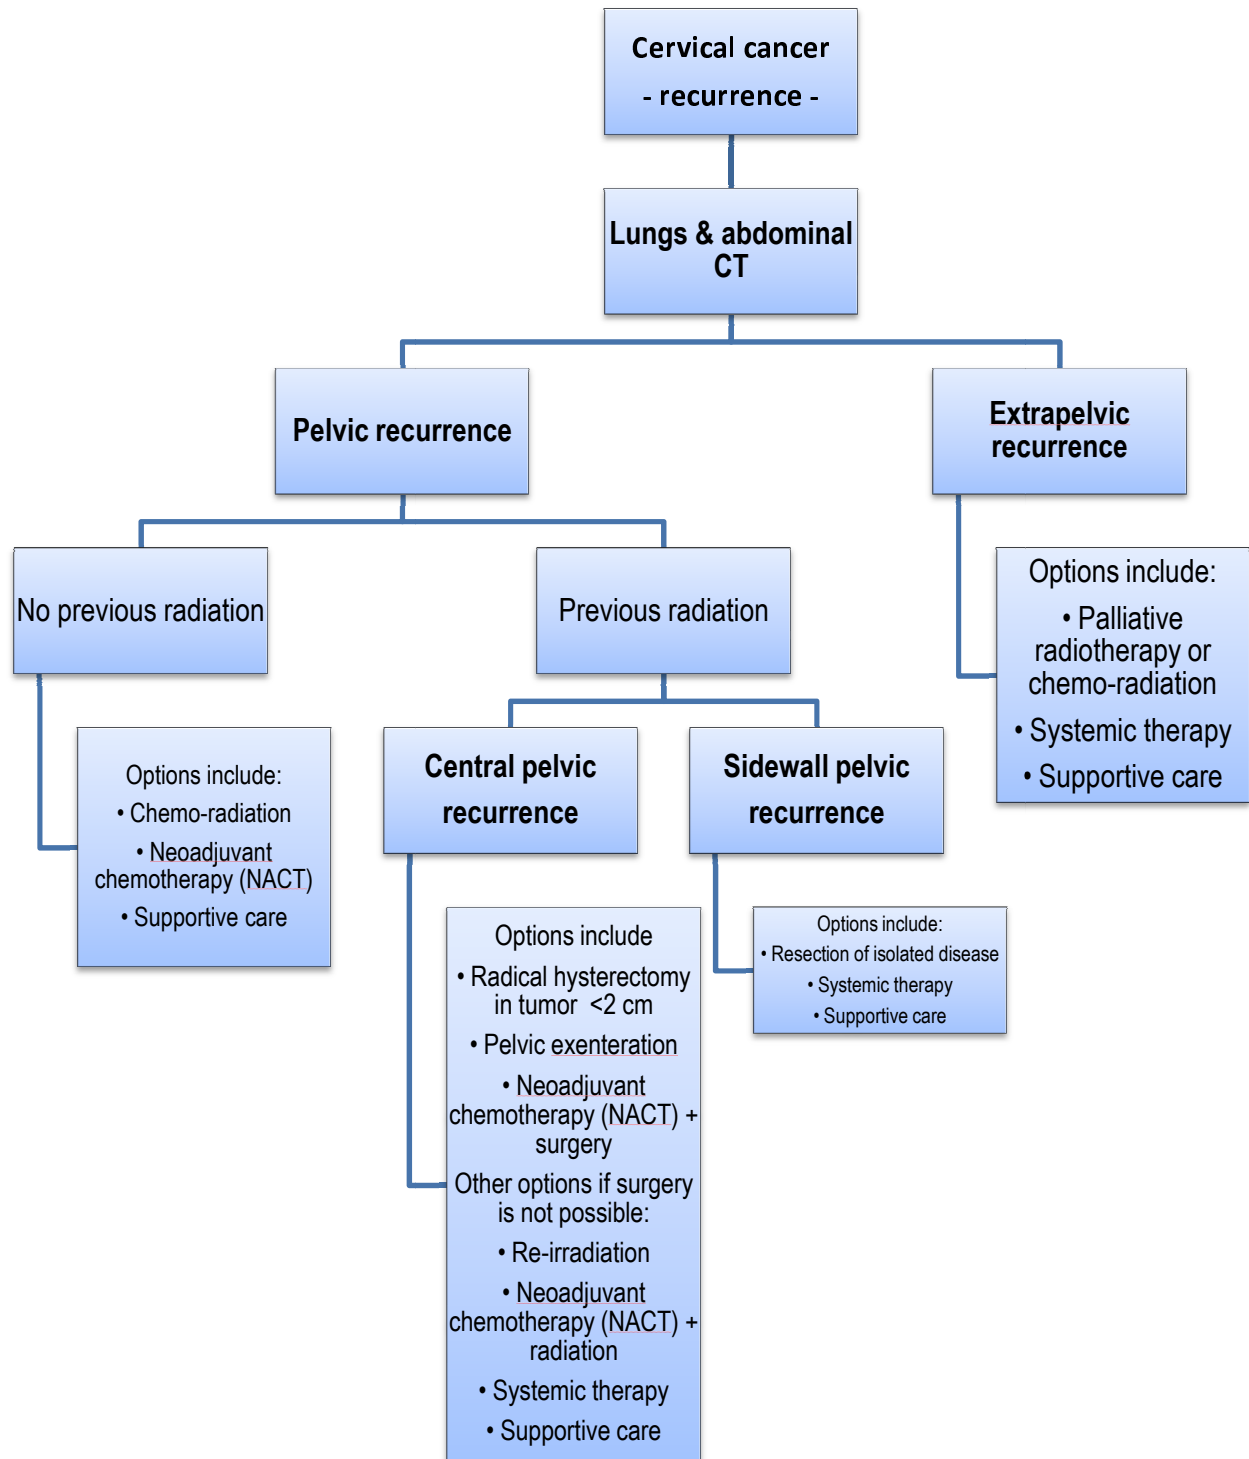 Cervical cancer
- recurrence -
Lungs & abdominal
CT
Pelvic recurrence
Extrapelvic
recurrence
No previous radiation
Previous radiation
Options include:
• Palliative
radiotherapy or
chemo-radiation
• Systemic therapy
• Supportive care
Options include:
• Chemo-radiation
• Neoadjuvant
chemotherapy (NACT)
• Supportive care
Central pelvic
recurrence
Sidewall pelvic
recurrence
Options include
• Radical hysterectomy
in tumor <2 cm
• Pelvic exenteration
• Neoadjuvant
chemotherapy (NACT) +
surgery
Other options if surgery
is not possible:
• Re-irradiation
• Neoadjuvant
chemotherapy (NACT) +
radiation
• Systemic therapy
• Supportive care
Options include:
• Resection of isolated disease
• Systemic therapy
• Supportive care